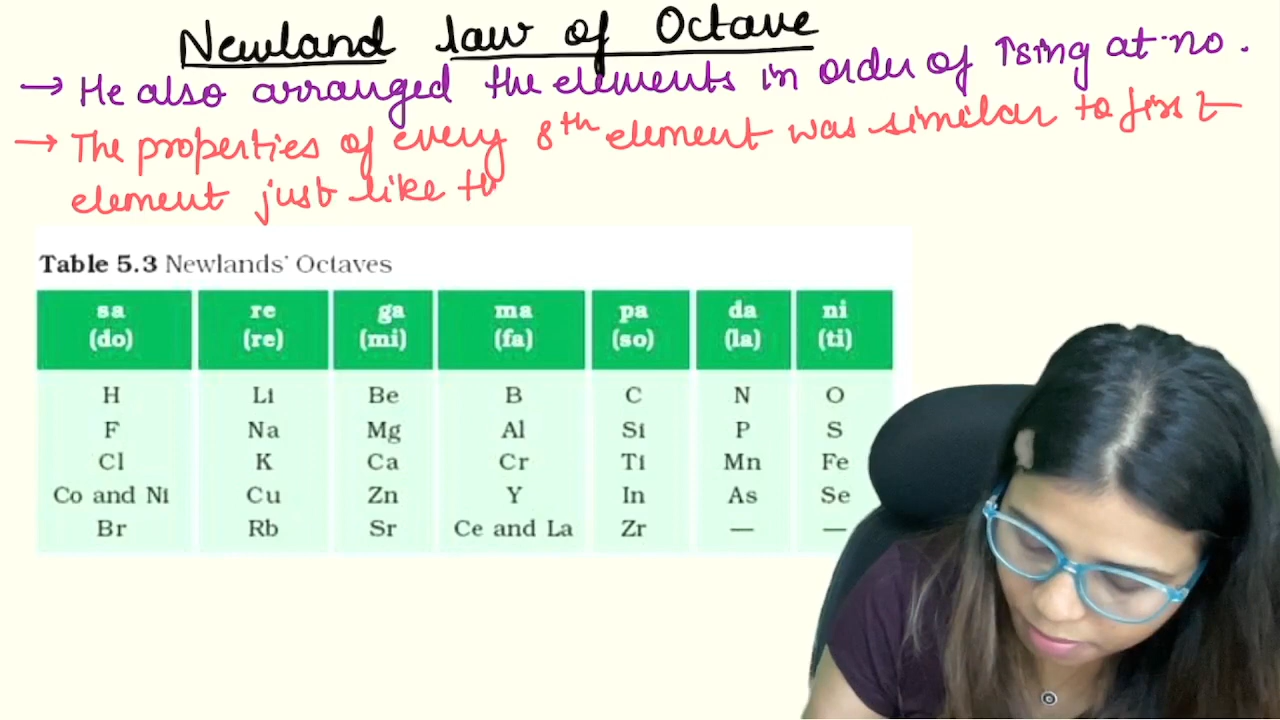 Newland law of Octave
→ He also arranged the elements in order of rising at. no.
→ The properties of every 8th element was similar to first
element just like th
Table 5.3 Newlands' Octaves
sa re ga ma pa da ni
(do) (re) (mi) (fa) (so) (la) (ti)
H Li Be B C N O
F Na Mg Al Si P S
Cl K Ca Cr Ti Mn Fe
Co and Ni Cu Zn Y In As Se
Br Rb Sr Ce and La Zr — —